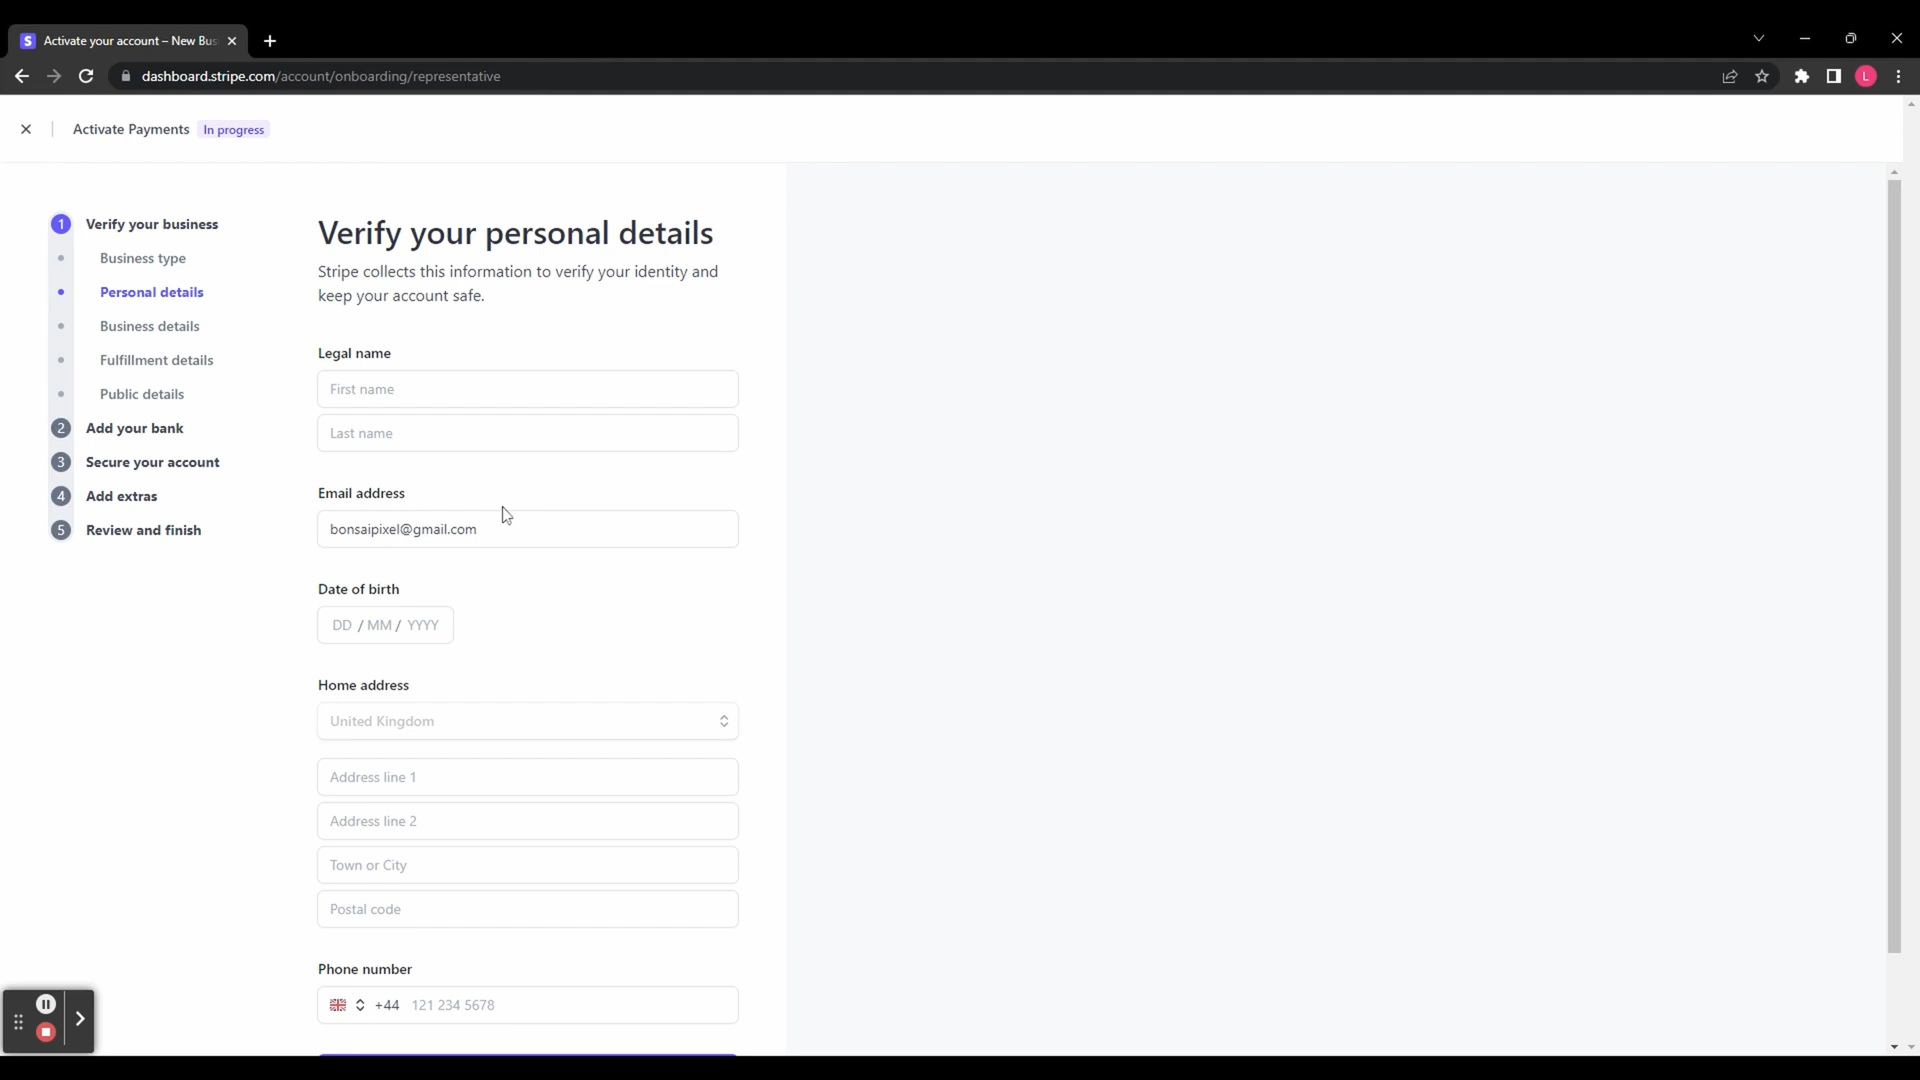 Activate your account – New Bus
dashboard.stripe.com/account/onboarding/representative
L
Activate Payments In progress
1 Verify your business
Business type
Personal details
Business details
Fulfillment details
Public details
2 Add your bank
3 Secure your account
4 Add extras
5 Review and finish
Verify your personal details
Stripe collects this information to verify your identity and
keep your account safe.
Legal name
First name
Last name
Email address
bonsaipixel@gmail.com
Date of birth
DD / MM / YYYY
Home address
United Kingdom
Address line 1
Address line 2
Town or City
Postal code
Phone number
+44 121 234 5678